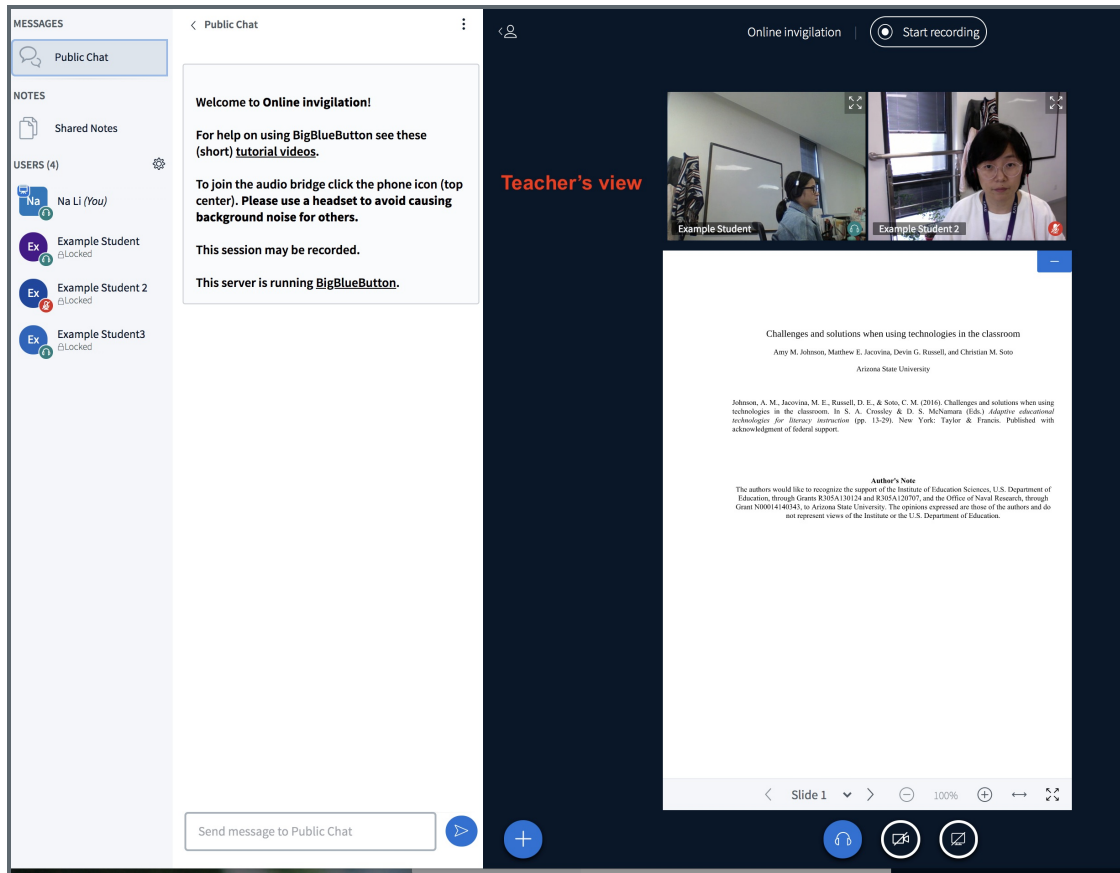 MESSAGES
Public Chat
NOTES
Shared Notes
USERS (4)
Na
Na Li (You)
Ex
Example Student
Locked
Ex
Example Student 2
Locked
Ex
Example Student3
Locked
Public Chat
Welcome to Online invigilation!
For help on using BigBlueButton see these
(short) tutorial videos.
To join the audio bridge click the phone icon (top
center). Please use a headset to avoid causing
background noise for others.
This session may be recorded.
This server is running BigBlueButton.
Send message to Public Chat
Online invigilation
Start recording
Teacher's view
Example Student
Example Student 2
Challenges and solutions when using technologies in the classroom
Amy M. Johnson, Matthew E. Jacovina, Devin G. Russell, and Christian M. Soto
Arizona State University
Johnson, A. M., Jacovina, M. E., Russell, D. E., & Soto, C. M. (2016). Challenges and solutions when using
technologies in the classroom. In S. A. Crossley & D. S. McNamara (Eds.) Adaptive educational
technologies for literacy instruction (pp. 13-29). New York: Taylor & Francis. Published with
acknowledgment of federal support.
Author's Note
The authors would like to recognize the support of the Institute of Education Sciences, U.S. Department of
Education, through Grants R305A130124 and R305A120707, and the Office of Naval Research, through
Grant N00014140343, to Arizona State University. The opinions expressed are those of the authors and do
not represent views of the Institute or the U.S. Department of Education.
Slide 1
100%